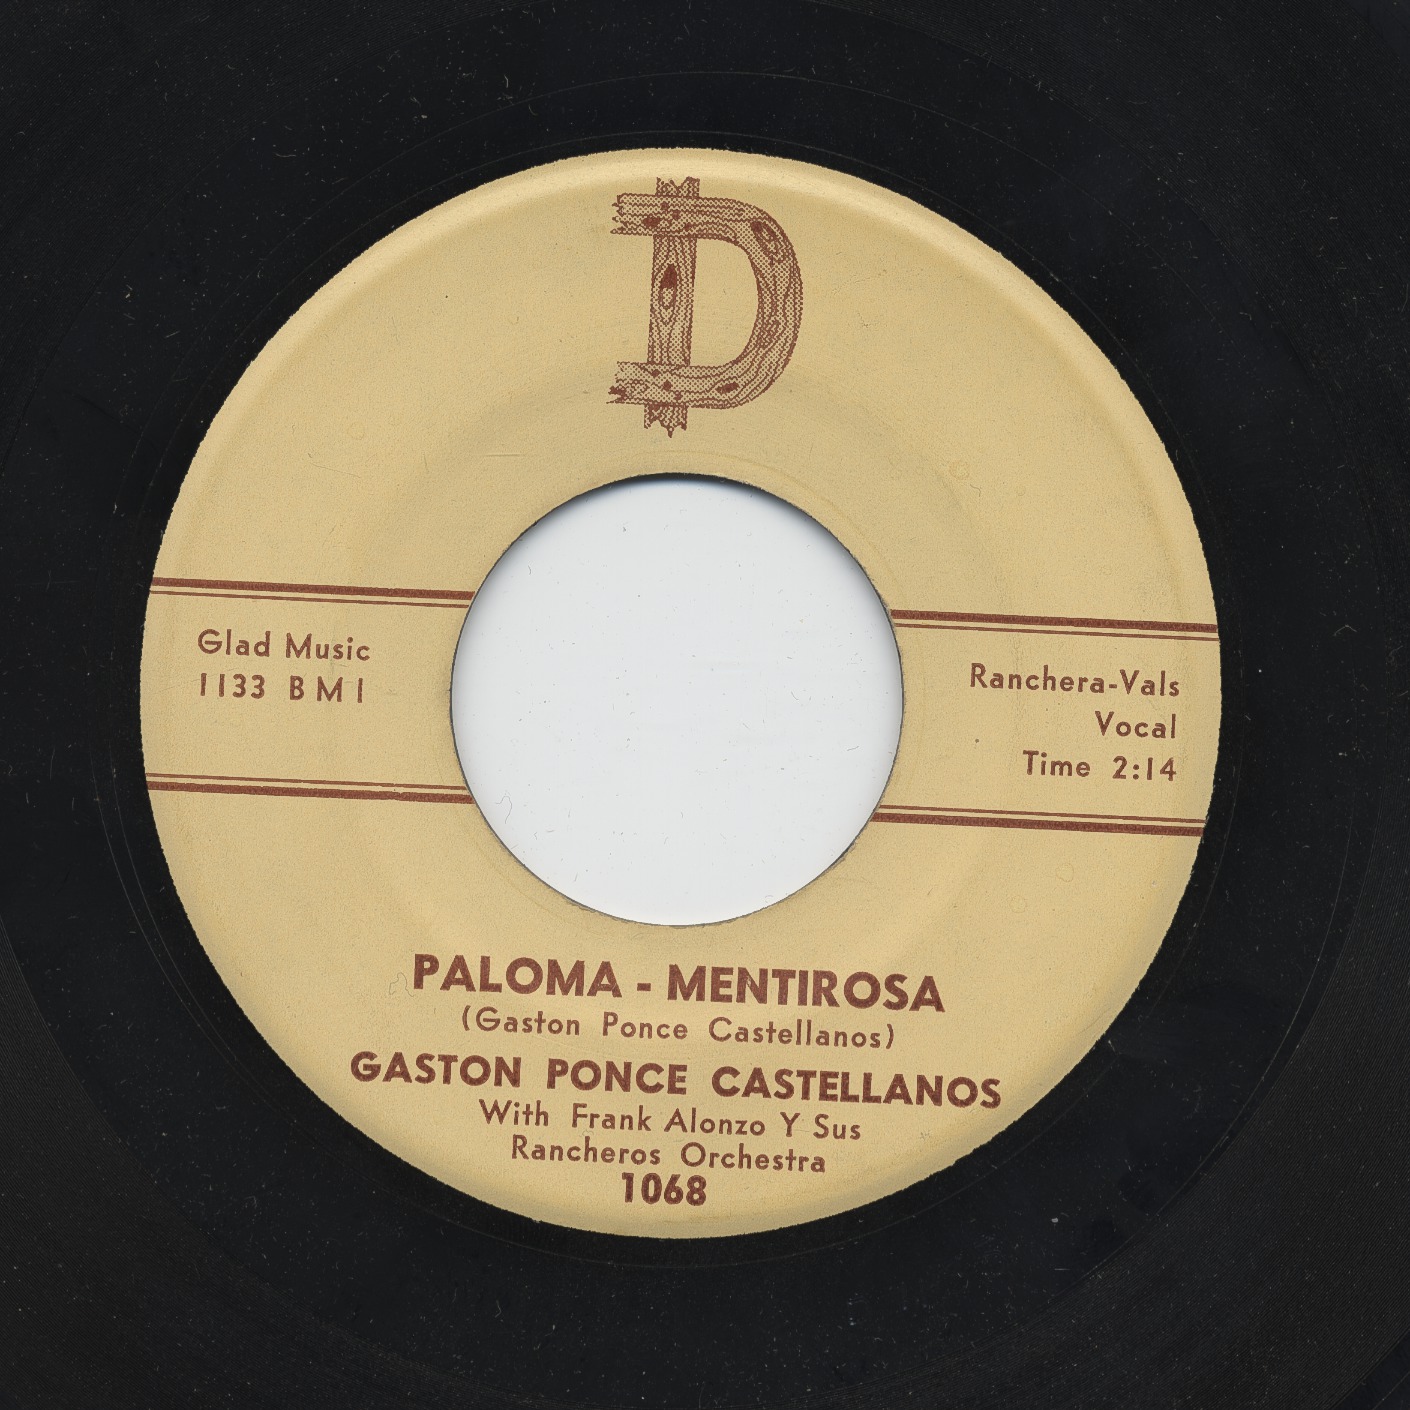 D
Glad Music
1133 BMI
Ranchera-Vals
Vocal
Time 2:14
PALOMA - MENTIROSA
(Gaston Ponce Castellanos)
GASTON PONCE CASTELLANOS
With Frank Alonzo Y Sus
Rancheros Orchestra
1068